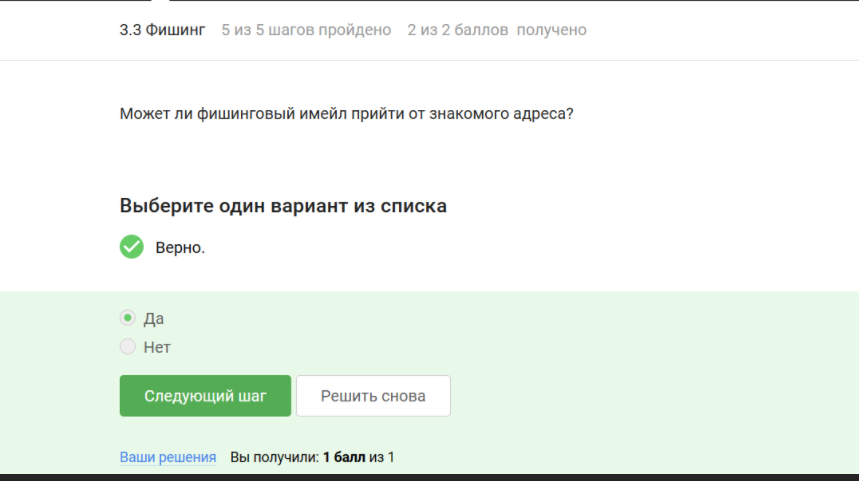 3.3 Фишинг 5 из 5 шагов пройдено 2 из 2 баллов получено
Может ли фишинговый имейл прийти от знакомого адреса?
Выберите один вариант из списка
Верно.
Да
Нет
Следующий шаг Решить снова
Ваши решения Вы получили: 1 балл из 1